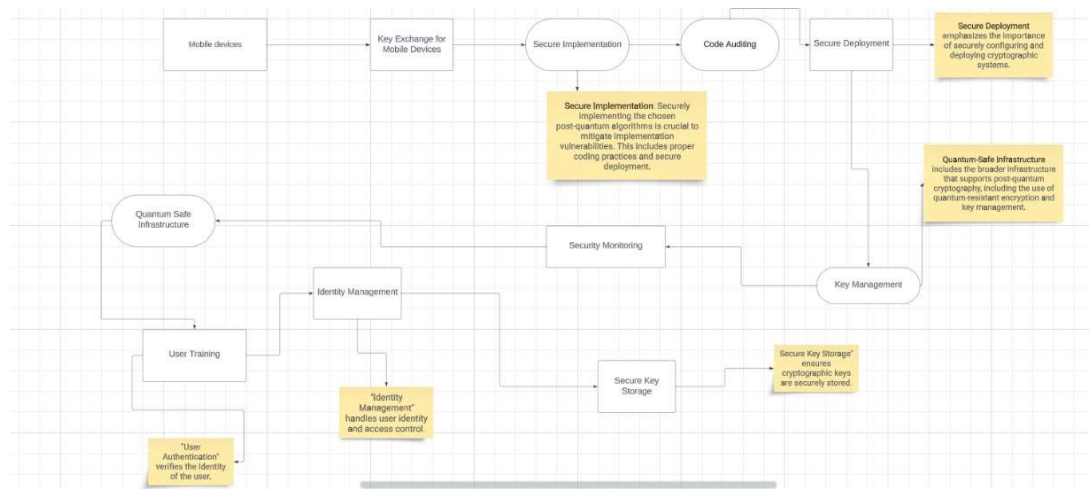 Mobile devices
Key Exchange for
Mobile Devices
Secure Implementation
Code Auditing
Secure Deployment
Secure Deployment
emphasizes the importance
of securely configuring and
deploying cryptographic
systems.
Secure Implementation: Securely
implementing the chosen
post-quantum algorithms is crucial to
mitigate implementation
vulnerabilities. This includes proper
coding practices and secure
deployment.
Quantum-Safe Infrastructure
includes the broader infrastructure
that supports post-quantum
cryptography, including the use of
quantum-resistant encryption and
key management.
Quantum Safe
Infrastructure
Security Monitoring
Key Management
Identity Management
User Training
Secure Key
Storage
Secure Key Storage"
ensures
cryptographic keys
are securely stored.
"Identity
Management"
handles user identity
and access control.
"User
Authentication"
verifies the identity
of the user.